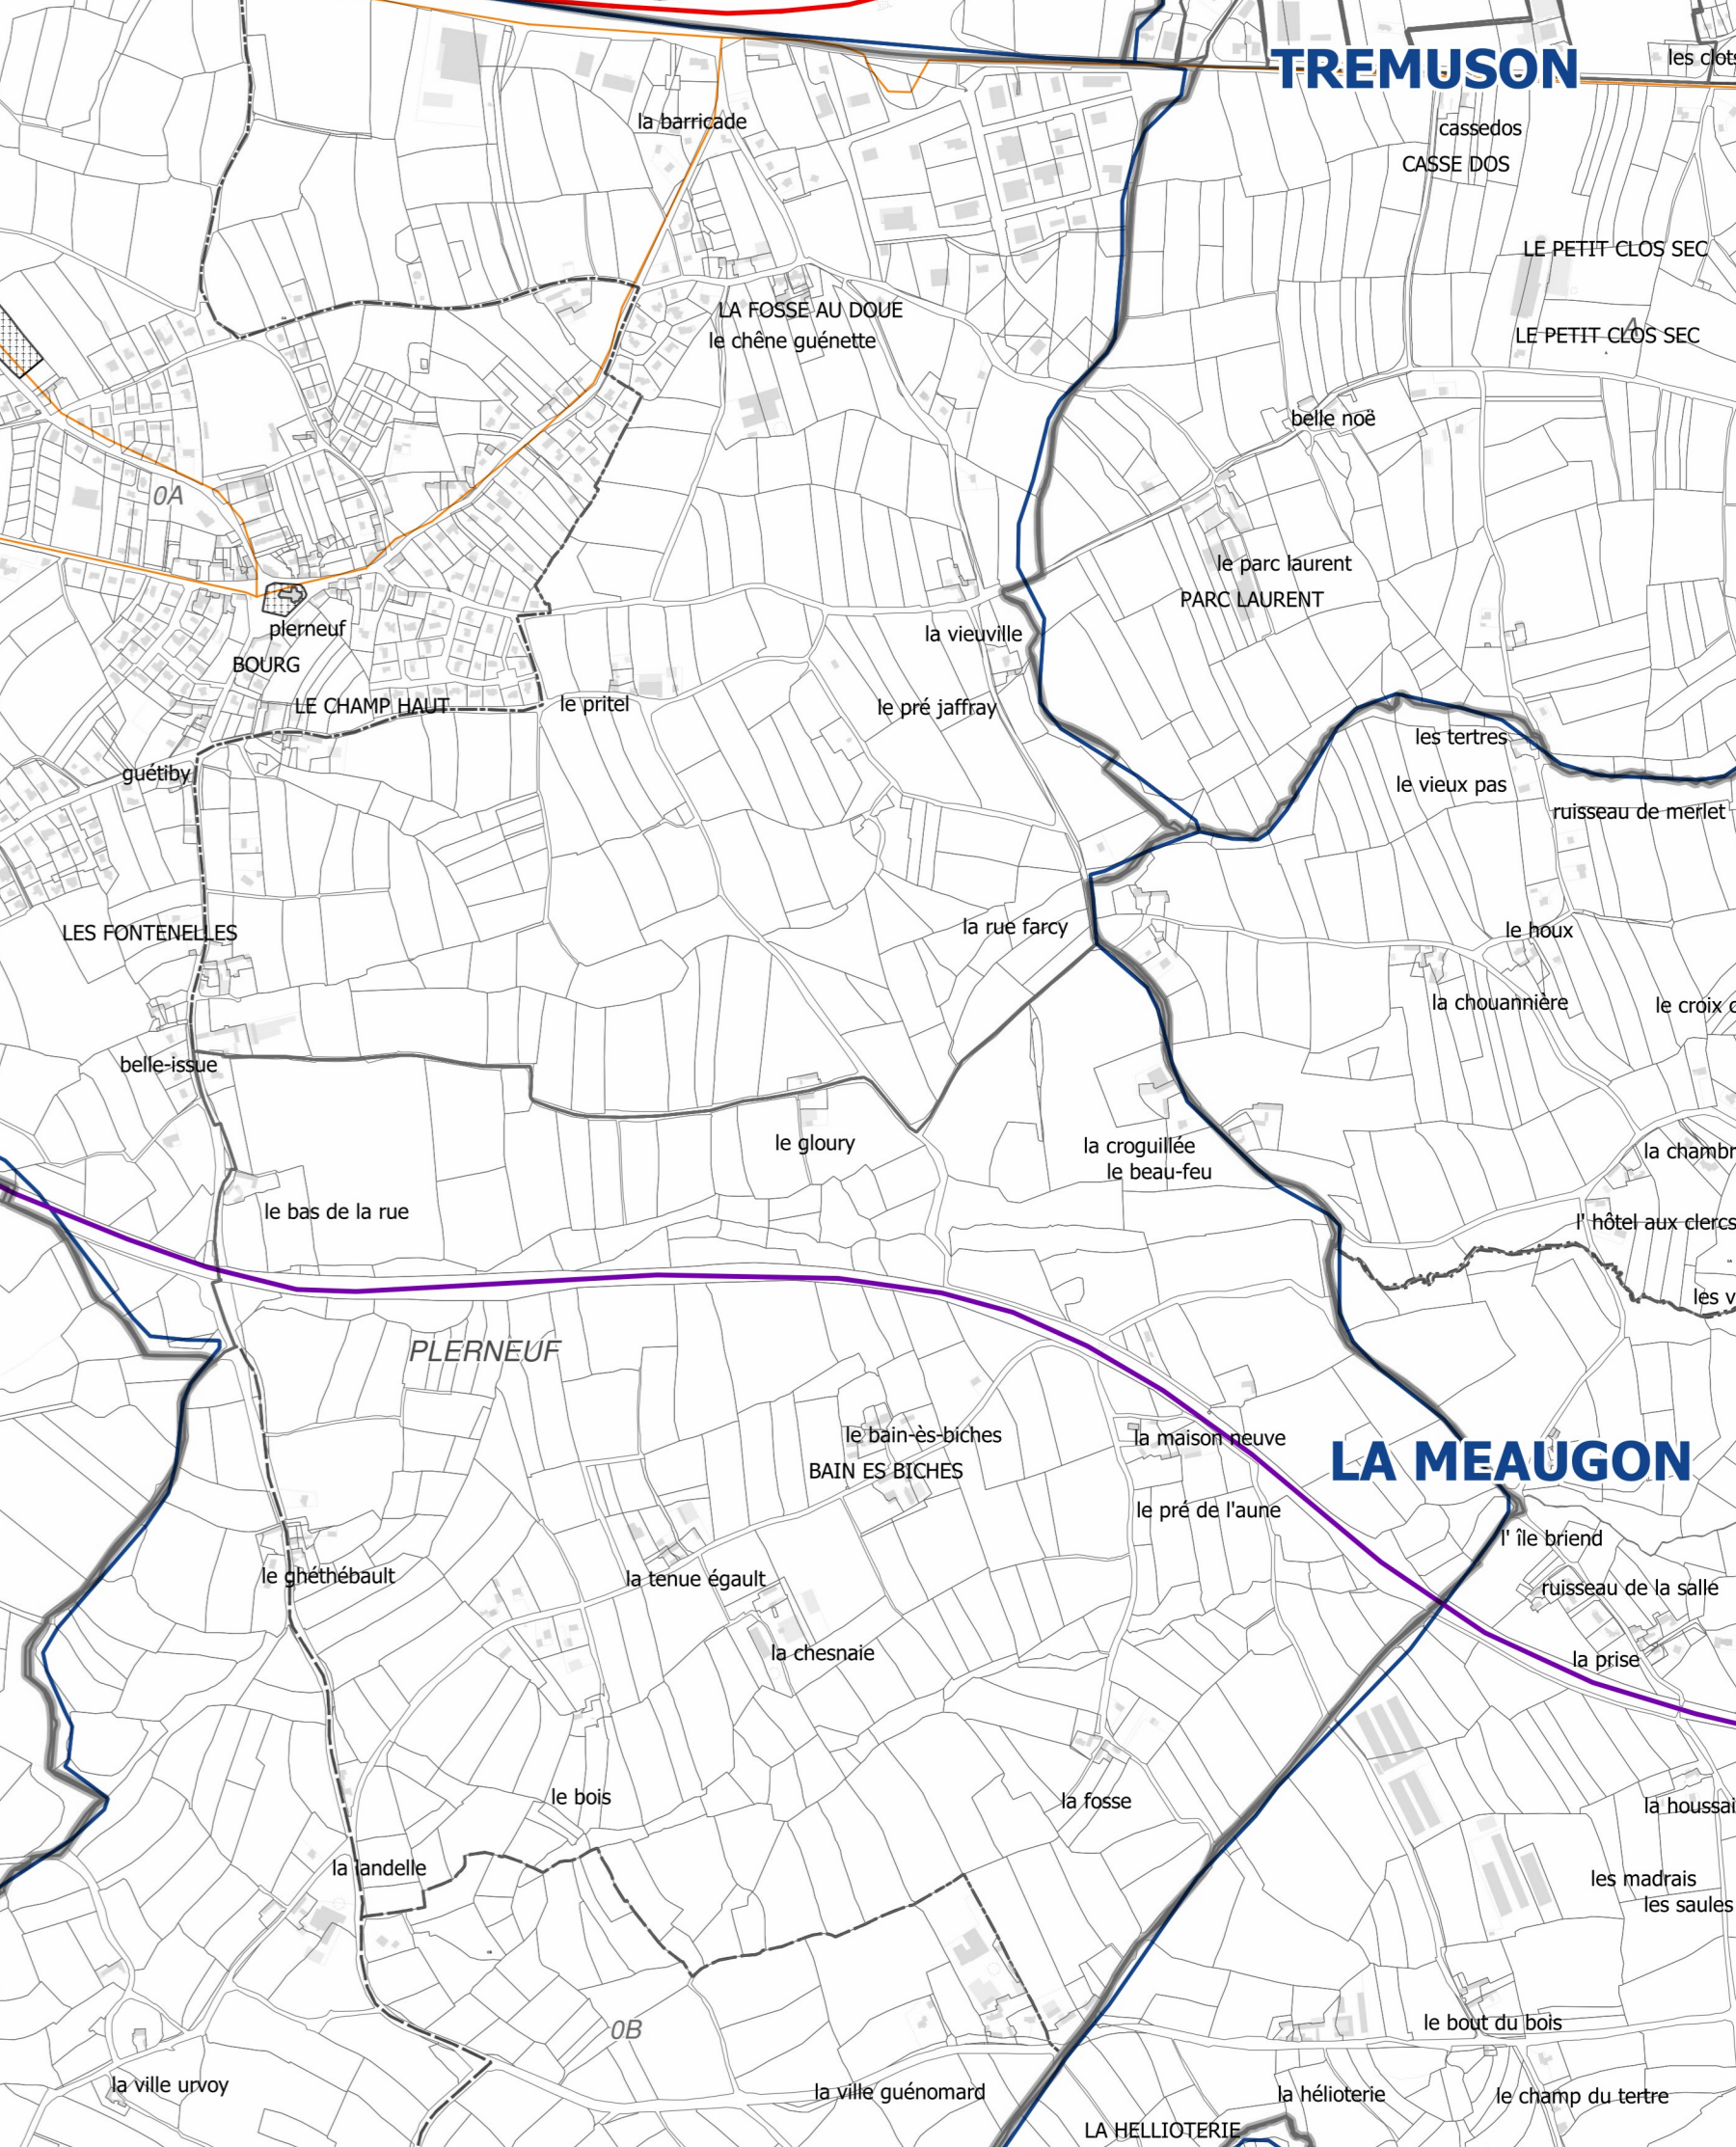 TREMUSON
les clots
la barricade
cassedos
CASSE DOS
LE PETIT CLOS SEC
LA FOSSE AU DOUE
le chêne guénette
A
LE PETIT CLOS SEC
belle noë
0A
le parc laurent
PARC LAURENT
plerneuf
la vieuville
BOURG
LE CHAMP HAUT
le pritel
le pré jaffray
les tertres
guétiby
le vieux pas
ruisseau de merlet
LES FONTENELLES
la rue farcy
le houx
la chouannière
le croix
belle-issue
le gloury
la croguillée
le beau-feu
la chambr
le bas de la rue
l' hôtel aux clercs
les v
PLERNEUF
le bain-ès-biches
la maison neuve
BAIN ES BICHES
LA MEAUGON
le pré de l'aune
l' île briend
le ghéthébault
la tenue égault
ruisseau de la salle
la chesnaie
la prise
le bois
la fosse
la houssai
la landelle
les madrais
les saules
0B
le bout du bois
la ville urvoy
la ville guénomard
la hélioterie
le champ du tertre
LA HELLIOTERIE